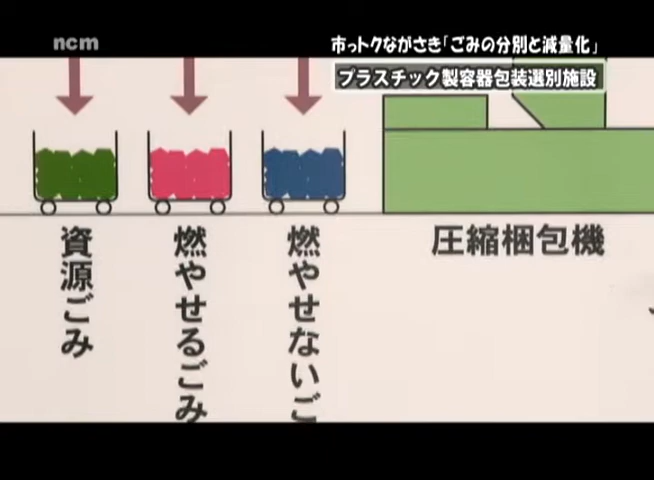 ncm
市っトクながさき「ごみの分別と減量化」
プラスチック製容器包装選別施設
資源ごみ
燃やせるごみ
燃やせないご
圧縮梱包機